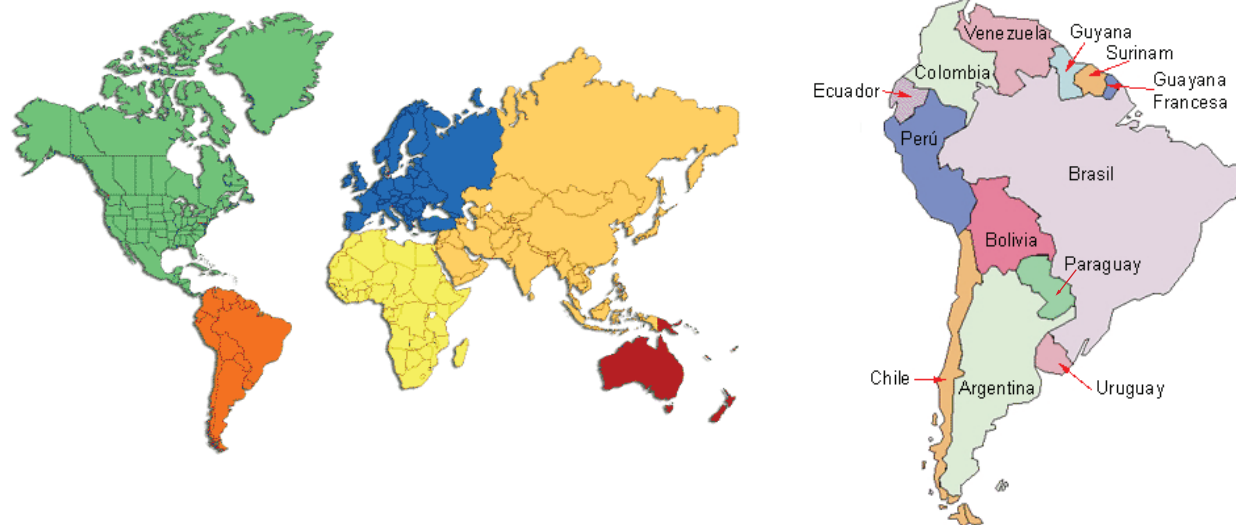 Venezuela
Guyana
Surinam
Colombia
Guayana
Francesa
Ecuador
Perú
Brasil
Bolivia
Paraguay
Chile
Argentina
Uruguay